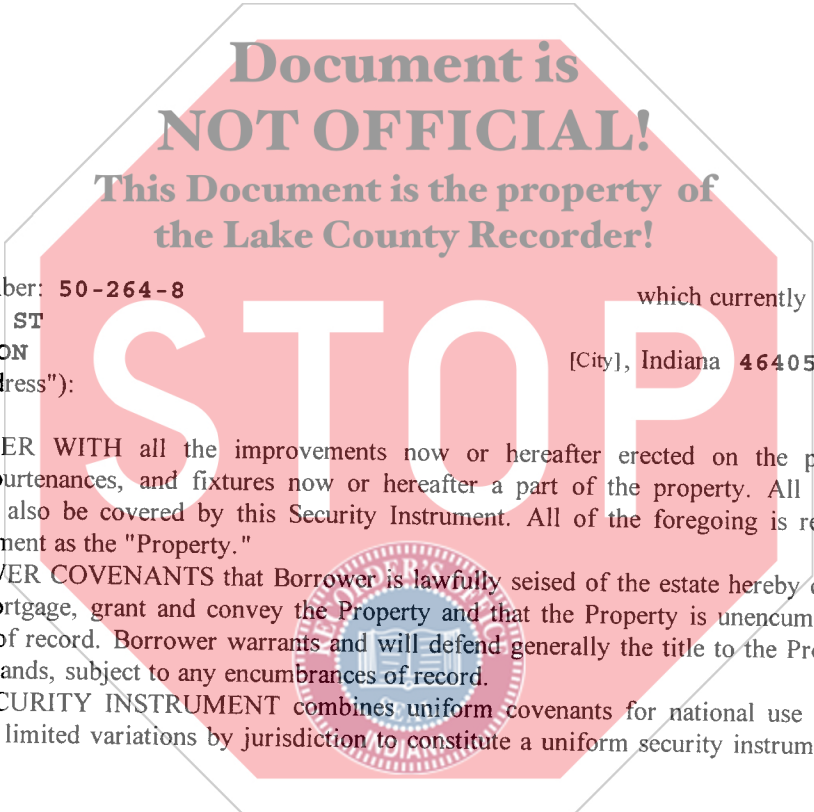 Document is
NOT OFFICIAL!
This Document is the property of
the Lake County Recorder!
ber: 50-264-8 which currently
ST
ON [City], Indiana 46405
dress"):
STOP
ER WITH all the improvements now or hereafter erected on the p
ourtenances, and fixtures now or hereafter a part of the property. All
also be covered by this Security Instrument. All of the foregoing is re
ment as the "Property."
VER COVENANTS that Borrower is lawfully seised of the estate hereby
ortgage, grant and convey the Property and that the Property is unencum
of record. Borrower warrants and will defend generally the title to the Pro
ands, subject to any encumbrances of record.
CURITY INSTRUMENT combines uniform covenants for national use
limited variations by jurisdiction to constitute a uniform security instrum
SEAL
INDIANA